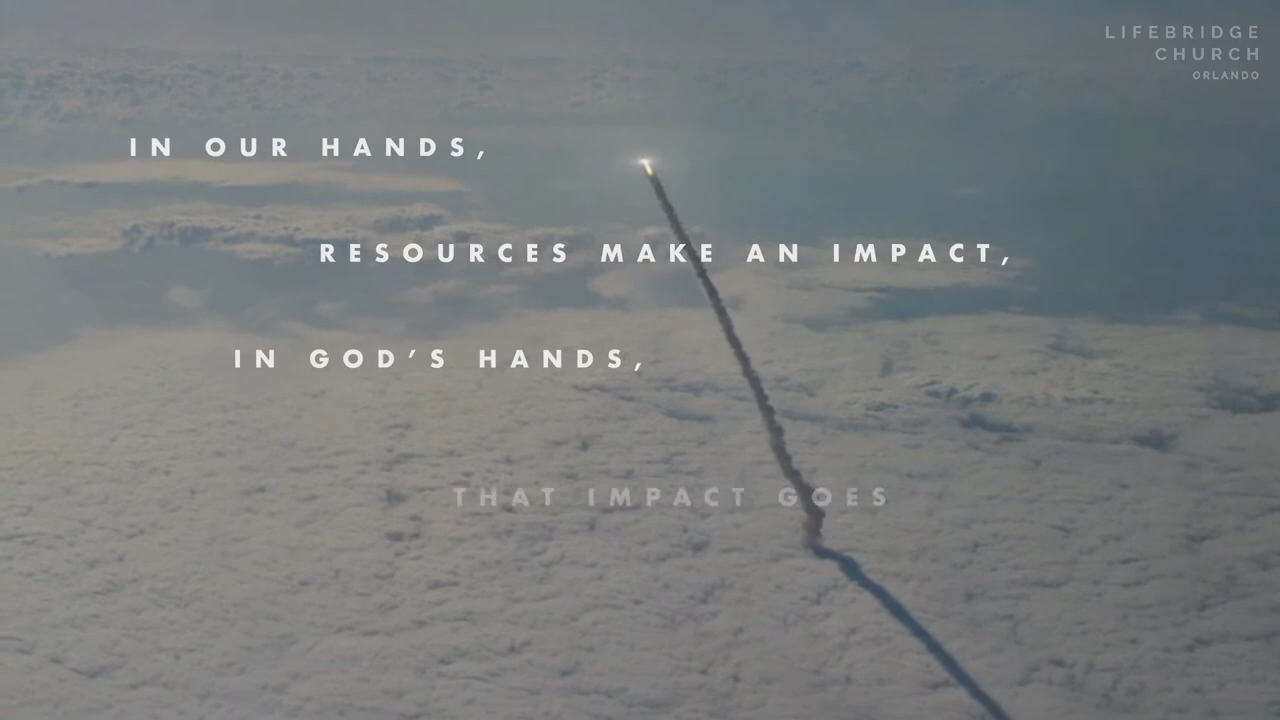 LIFEBRIDGE
CHURCH
ORLANDO
IN OUR HANDS,
RESOURCES MAKE AN IMPACT,
IN GOD’S HANDS,
THAT IMPACT GOES